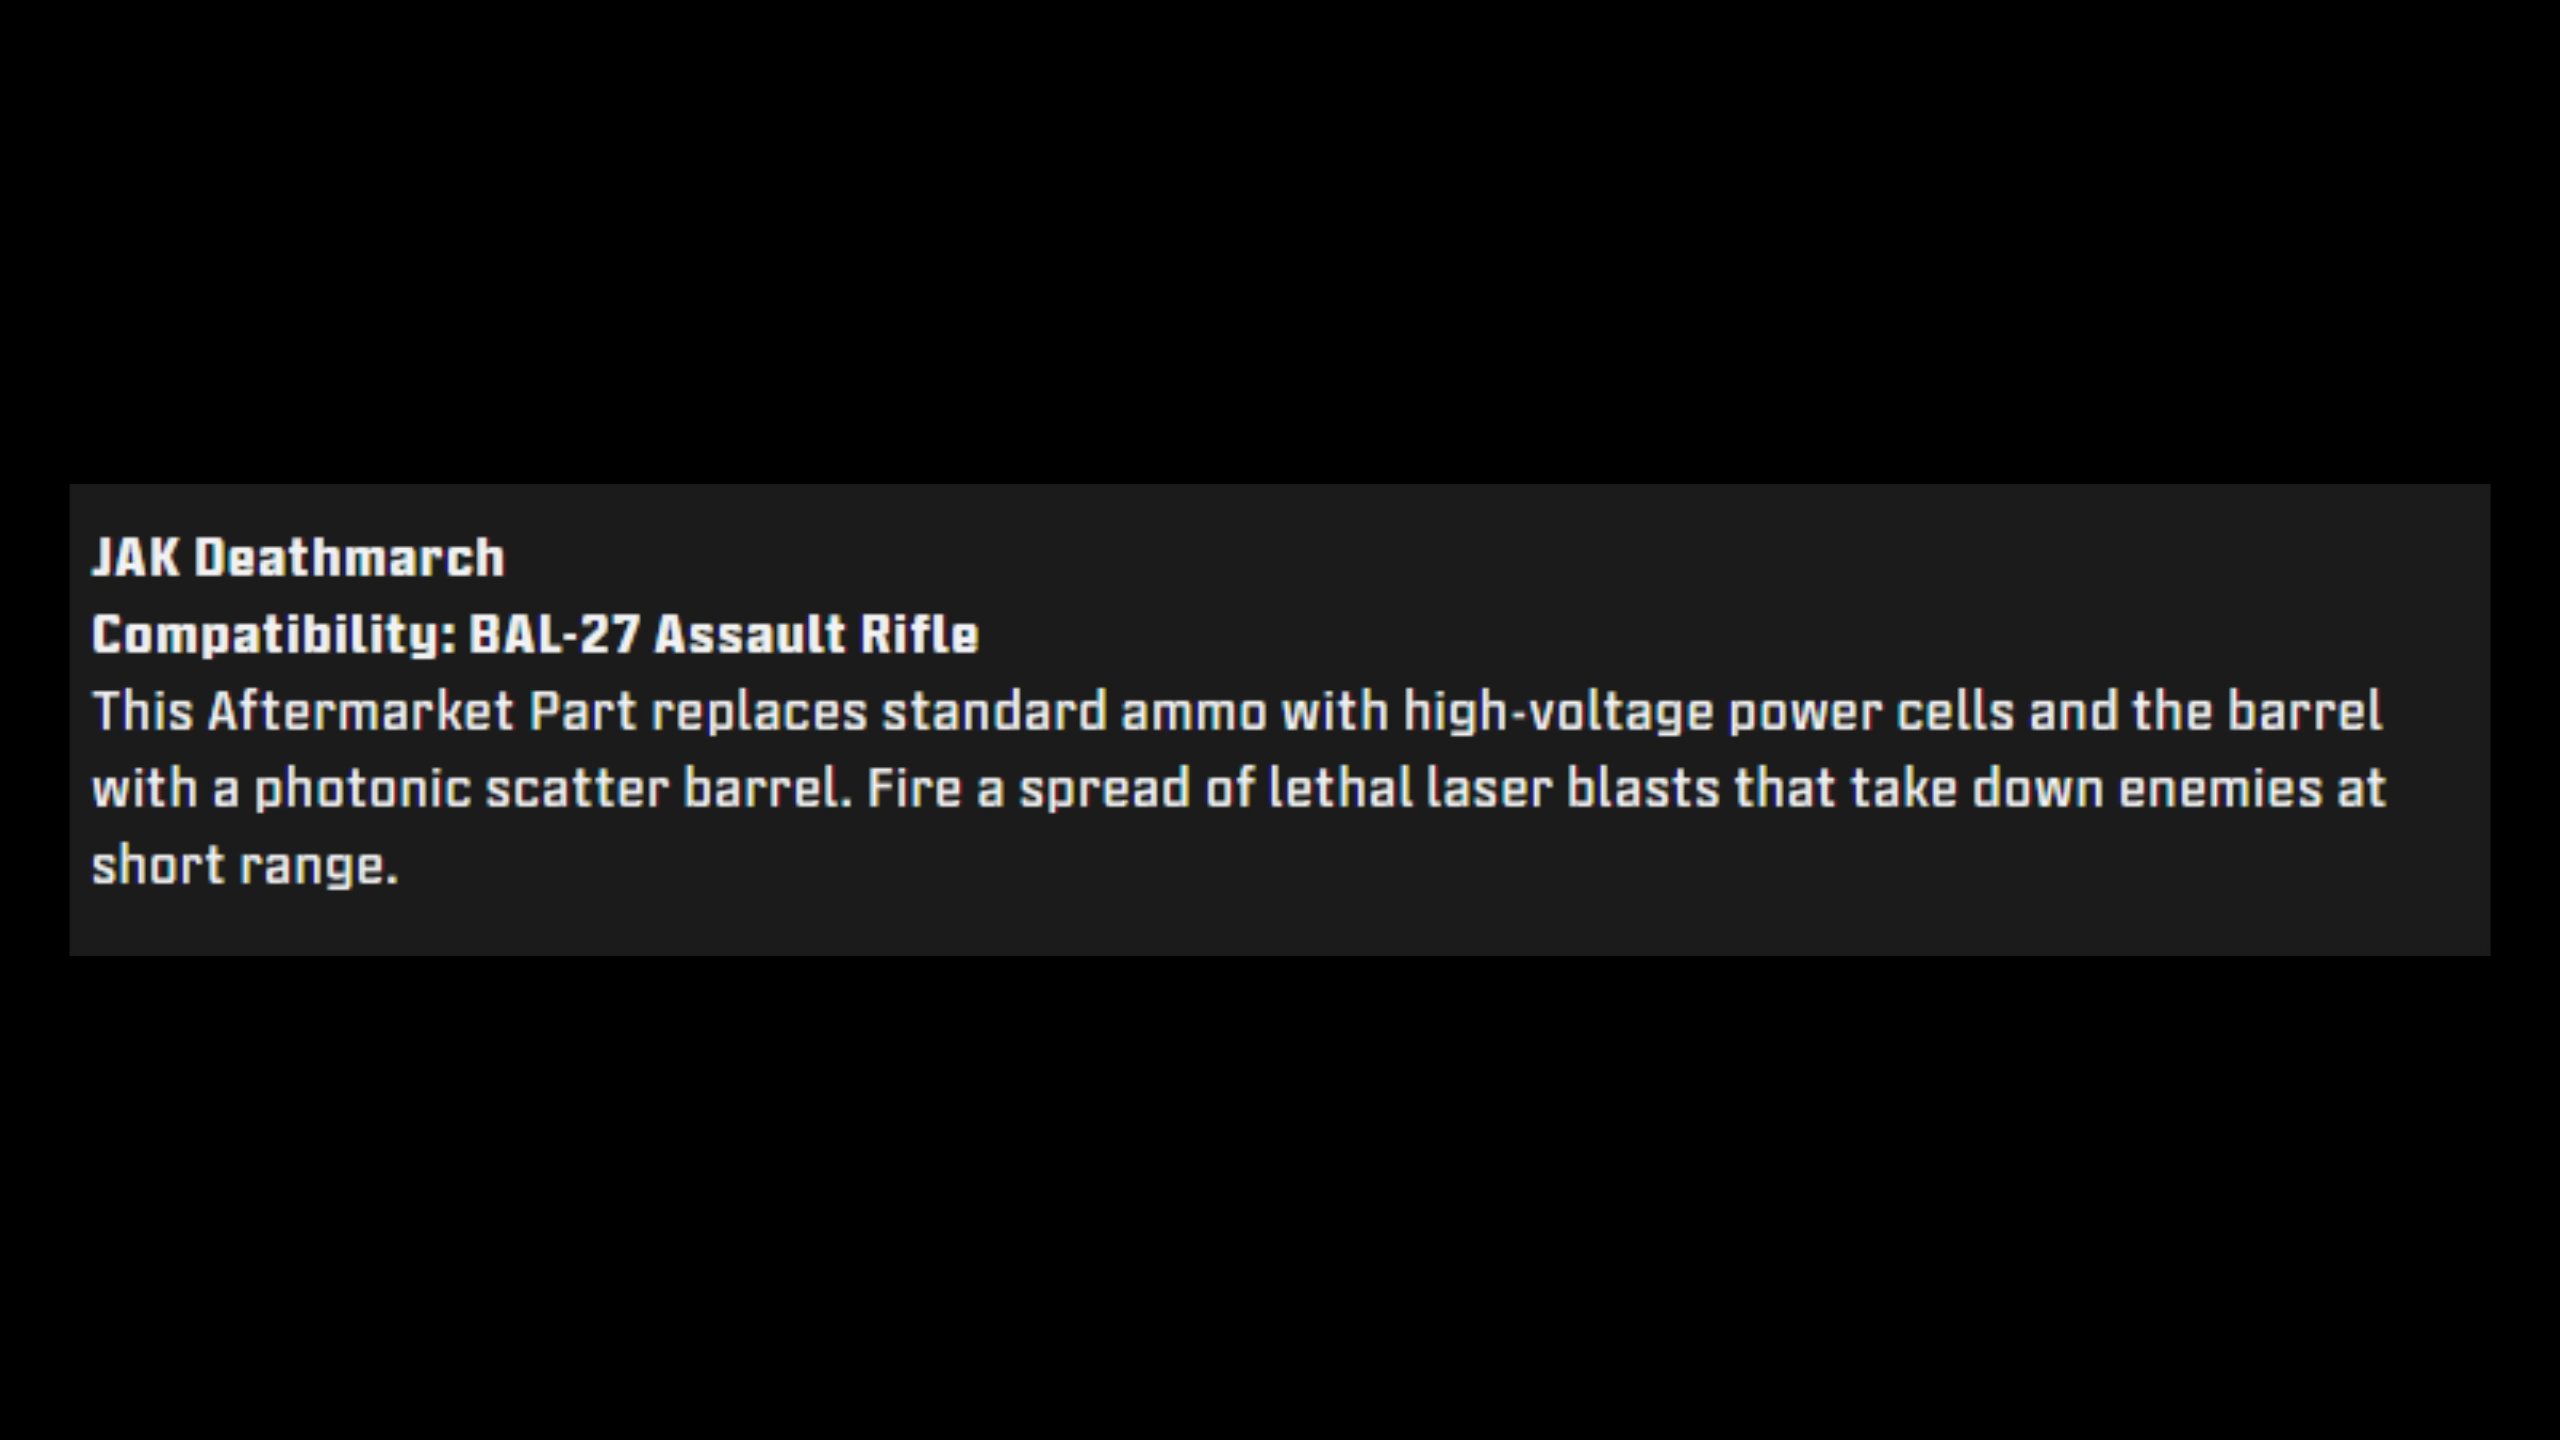 JAK Deathmarch
Compatibility: BAL-27 Assault Rifle
This Aftermarket Part replaces standard ammo with high-voltage power cells and the barrel
with a photonic scatter barrel. Fire a spread of lethal laser blasts that take down enemies at
short range.